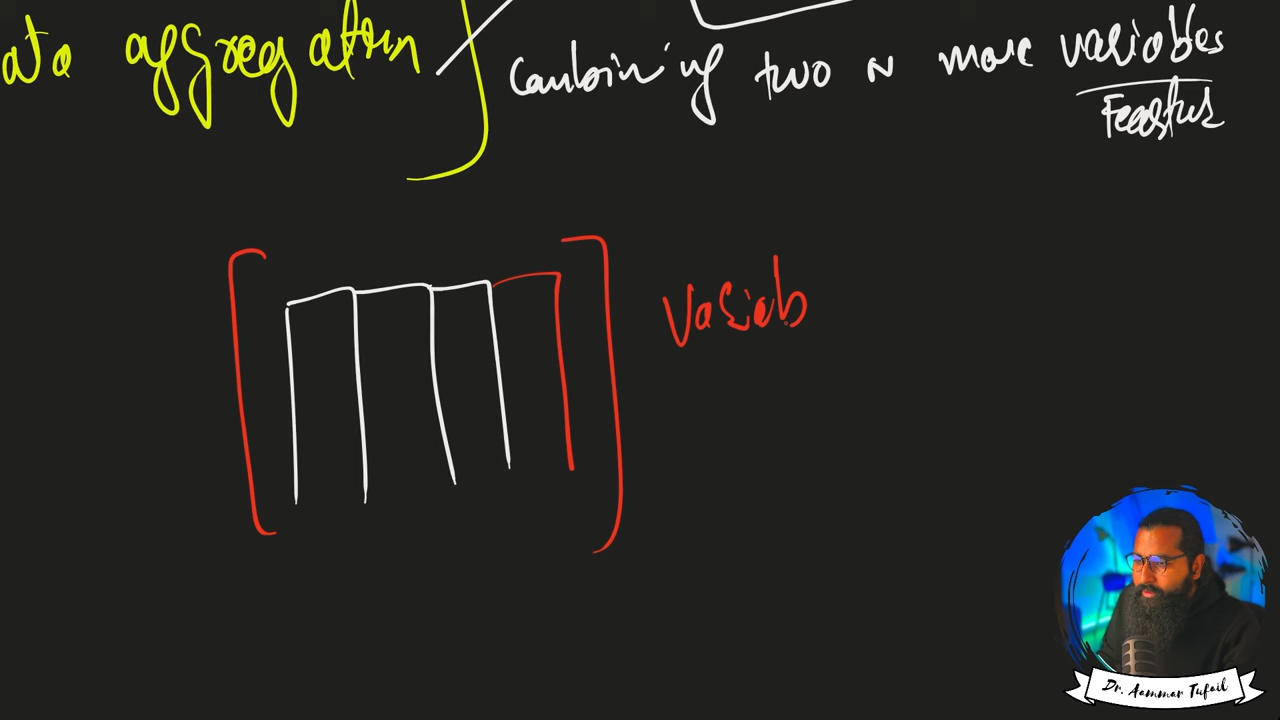 ata aggregation
Combining two or more variables
Features
Variab
Dr. Aammar Tufail